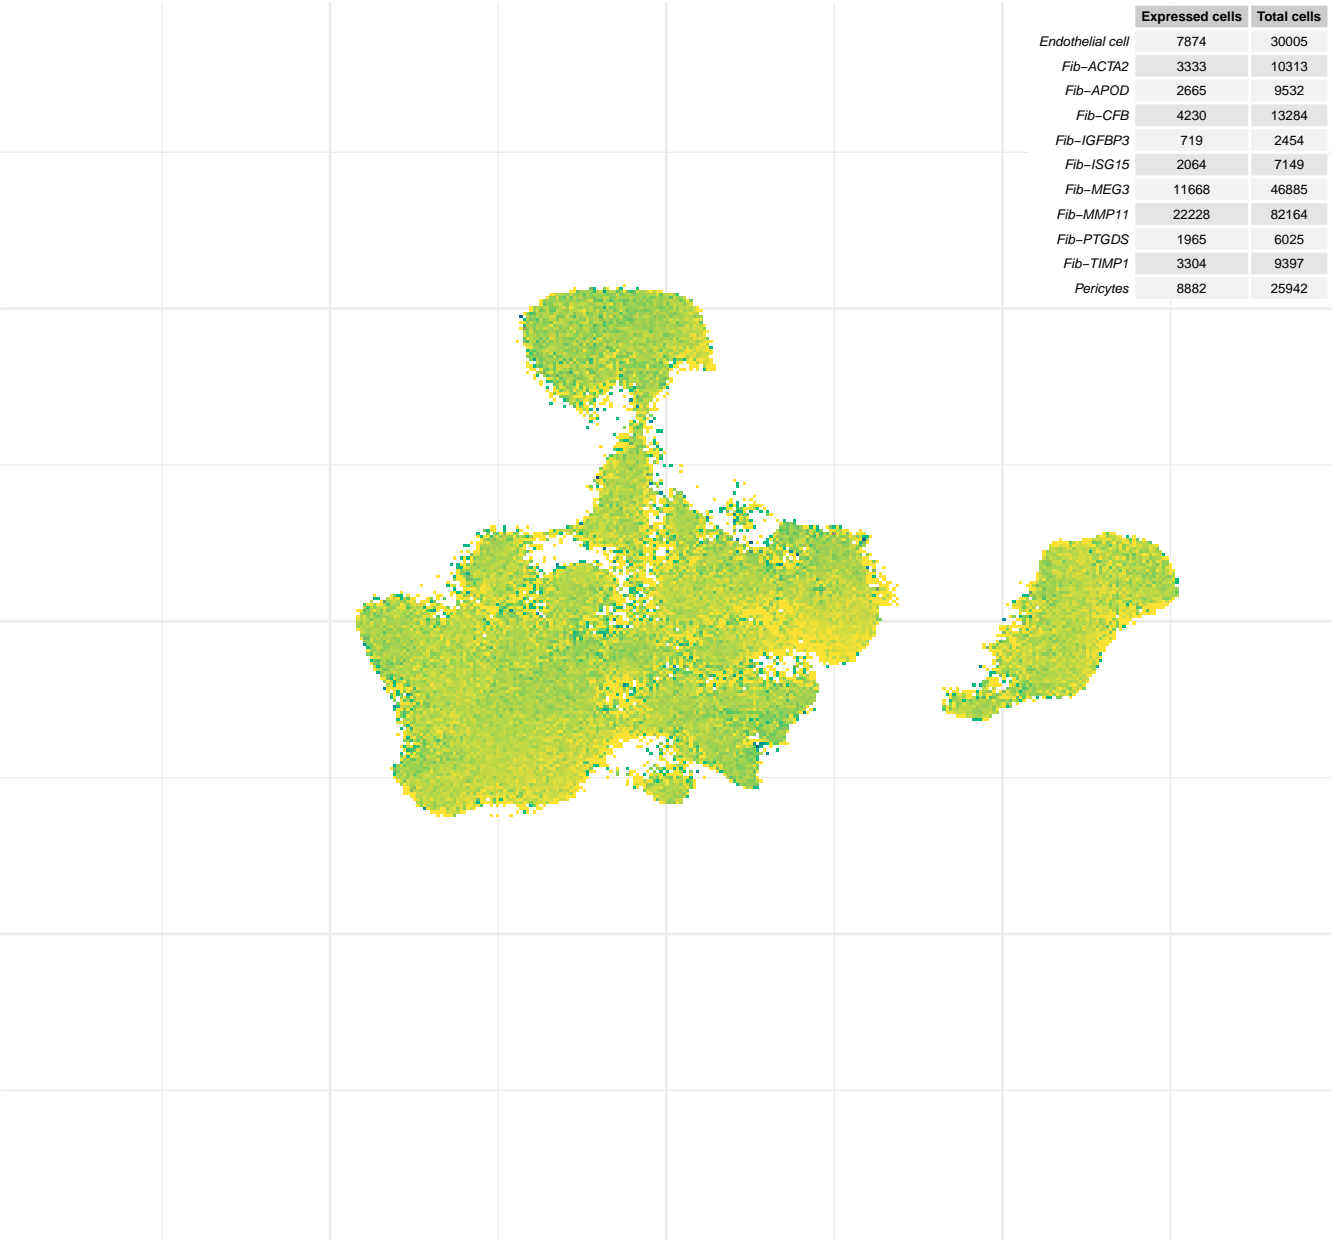 Expressed cells Total cells
Endothelial cell 7874 30005
Fib−ACTA2 3333 10313
Fib−APOD 2665 9532
Fib−CFB 4230 13284
Fib−IGFBP3 719 2454
Fib−ISG15 2064 7149
Fib−MEG3 11668 46885
Fib−MMP11 22228 82164
Fib−PTGDS 1965 6025
Fib−TIMP1 3304 9397
Pericytes 8882 25942